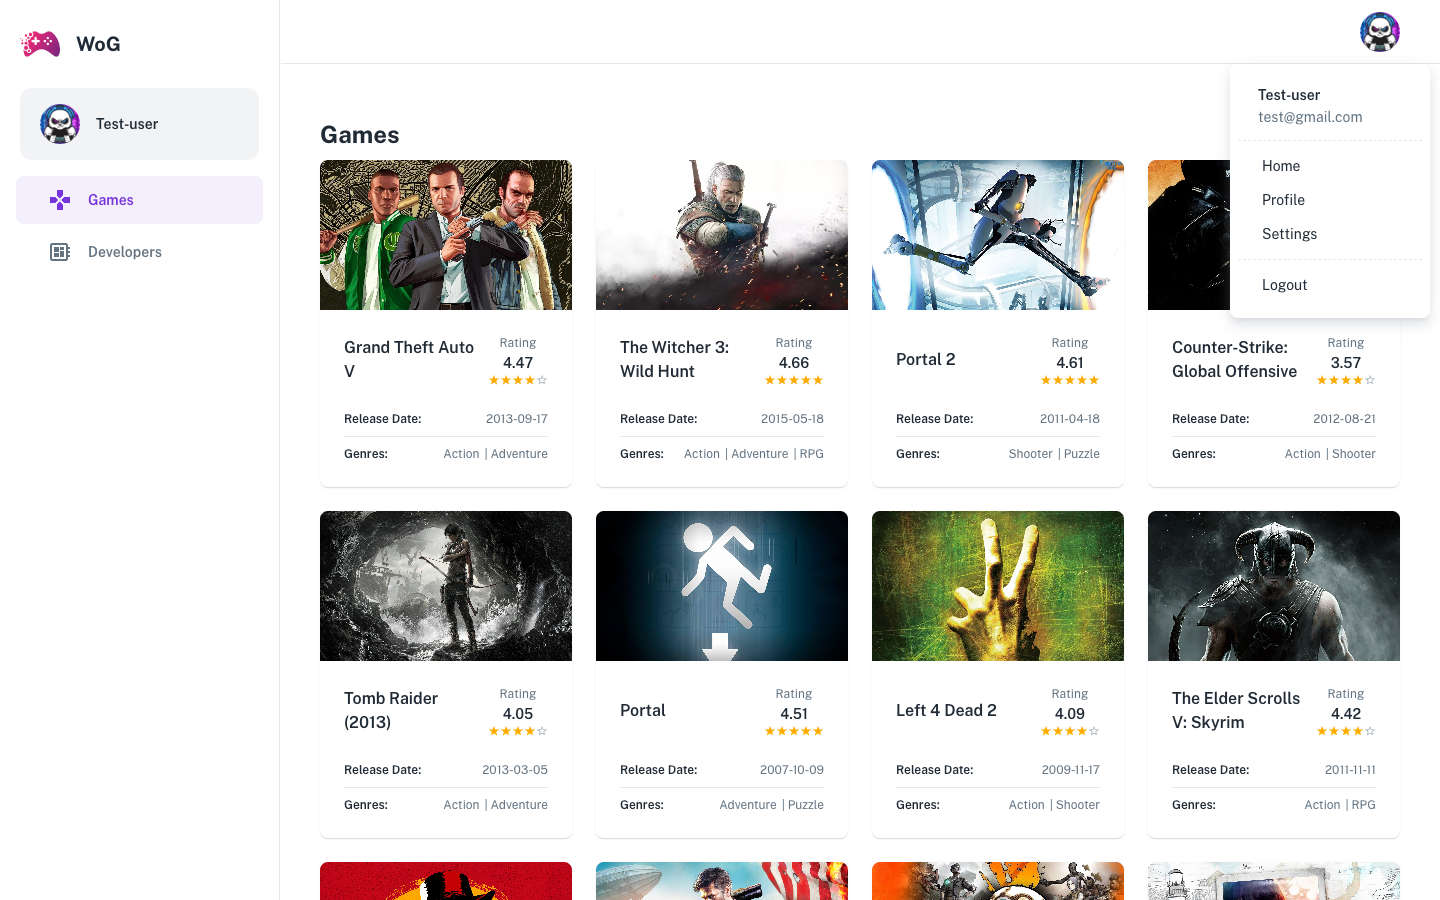 WoG
Test-user
Games
Developers
Test-user
test@gmail.com
Home
Profile
Settings
Logout
Games
Grand Theft Auto
V
Rating
4.47
Release Date: 2013-09-17
Genres: Action | Adventure
The Witcher 3:
Wild Hunt
Rating
4.66
Release Date: 2015-05-18
Genres: Action | Adventure | RPG
Portal 2
Rating
4.61
Release Date: 2011-04-18
Genres: Shooter | Puzzle
Counter-Strike:
Global Offensive
Rating
3.57
Release Date: 2012-08-21
Genres: Action | Shooter
Tomb Raider
(2013)
Rating
4.05
Release Date: 2013-03-05
Genres: Action | Adventure
Portal
Rating
4.51
Release Date: 2007-10-09
Genres: Adventure | Puzzle
Left 4 Dead 2
Rating
4.09
Release Date: 2009-11-17
Genres: Action | Shooter
The Elder Scrolls
V: Skyrim
Rating
4.42
Release Date: 2011-11-11
Genres: Action | RPG